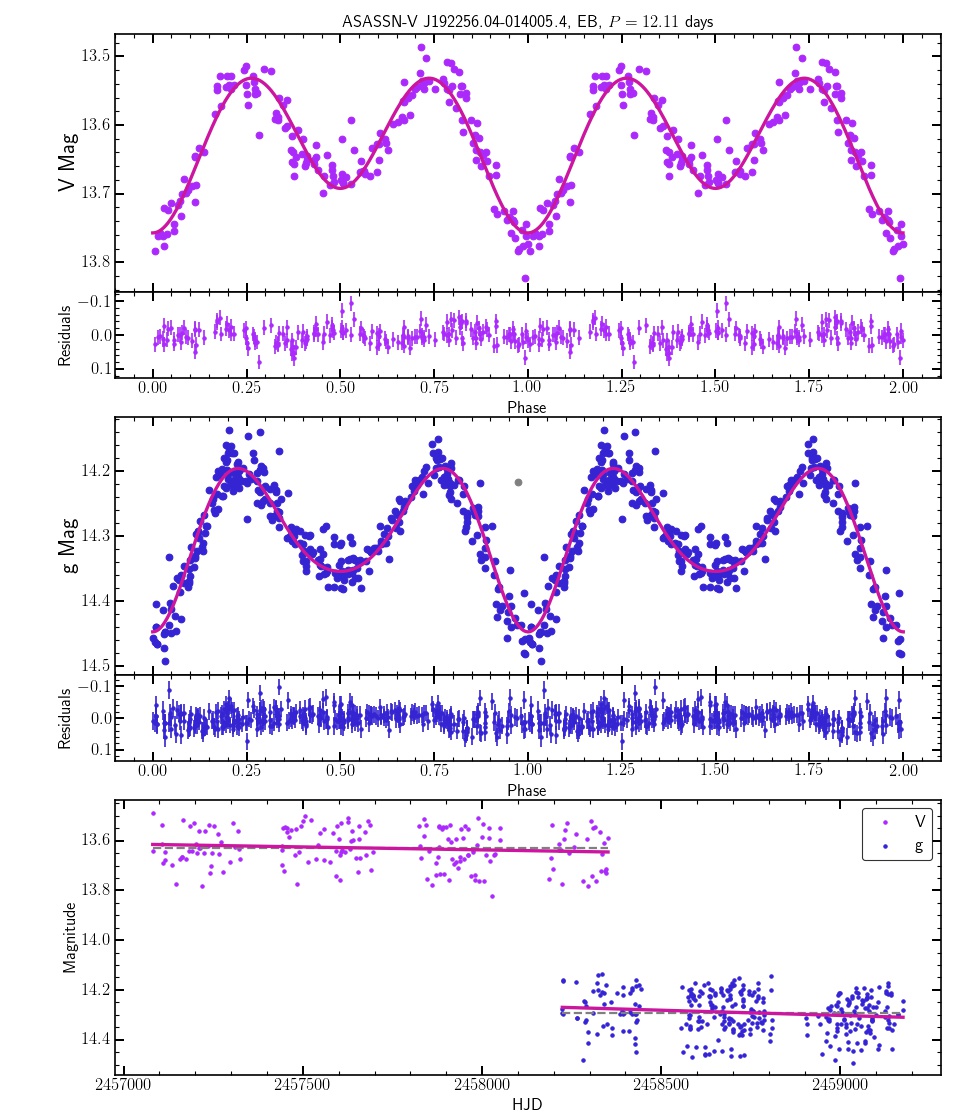 ASASSN-V J192256.04-014005.4, EB, P = 12.11 days
13.5
13.6
13.7
13.8
V Mag
−0.1
0.0
0.1
Residuals
0.00 0.25 0.50 0.75 1.00 1.25 1.50 1.75 2.00
Phase
14.2
14.3
14.4
14.5
g Mag
−0.1
0.0
0.1
Residuals
0.00 0.25 0.50 0.75 1.00 1.25 1.50 1.75 2.00
Phase
13.6
13.8
14.0
14.2
14.4
Magnitude
V
g
2457000 2457500 2458000 2458500 2459000
HJD